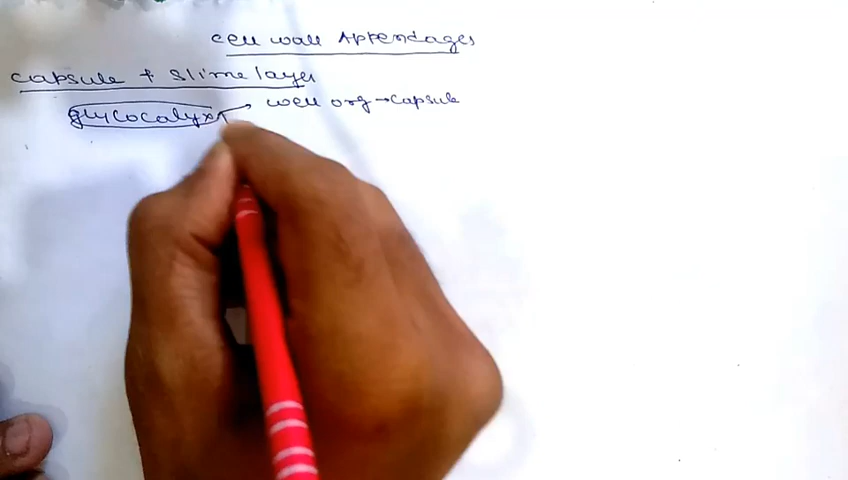 cell wall Appendages
capsule + slime layer
glycocalyx → well org → capsule